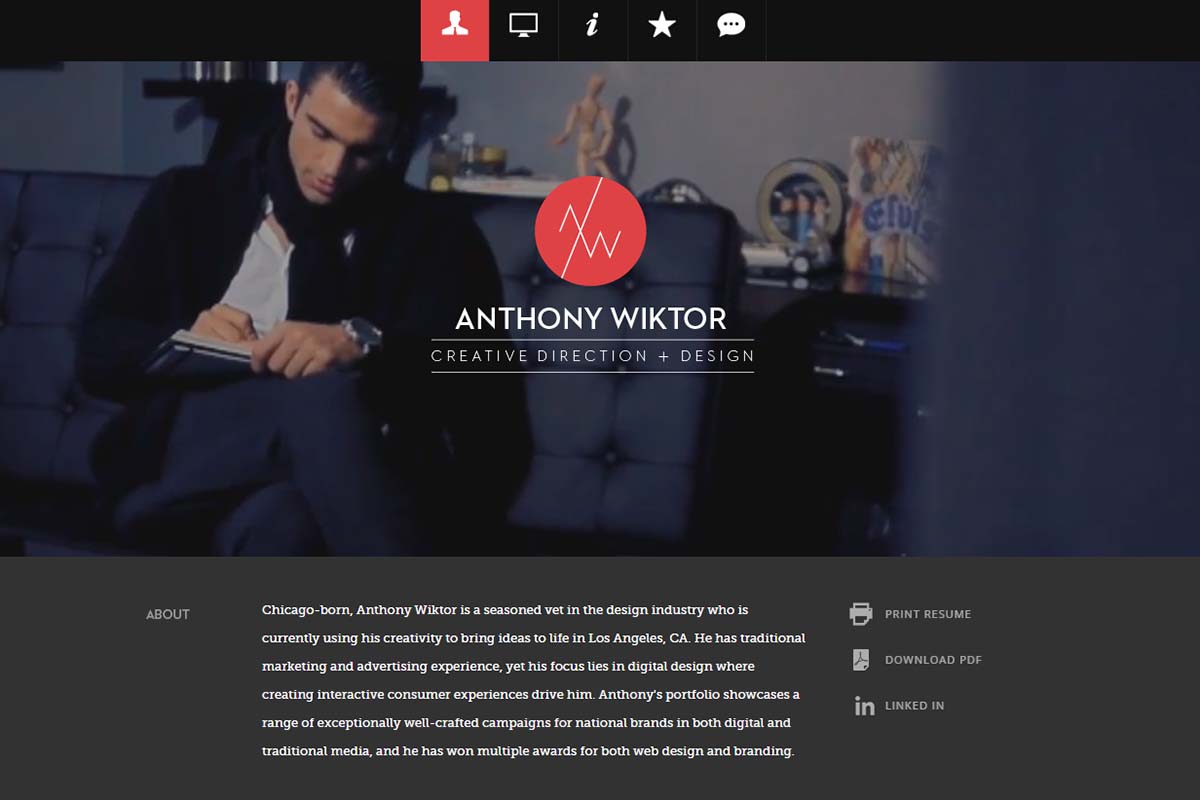 Elvis
ANTHONY WIKTOR
CREATIVE DIRECTION + DESIGN
ABOUT
Chicago-born, Anthony Wiktor is a seasoned vet in the design industry who is
currently using his creativity to bring ideas to life in Los Angeles, CA. He has traditional
marketing and advertising experience, yet his focus lies in digital design where
creating interactive consumer experiences drive him. Anthony's portfolio showcases a
range of exceptionally well-crafted campaigns for national brands in both digital and
traditional media, and he has won multiple awards for both web design and branding.
PRINT RESUME
DOWNLOAD PDF
LINKED IN